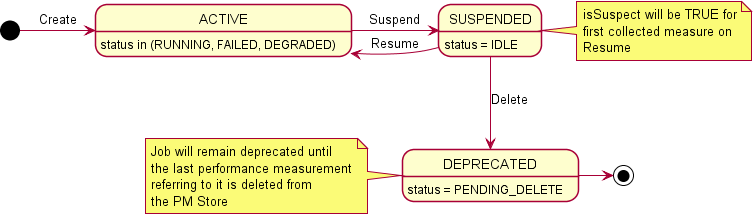 Create
ACTIVE
status in (RUNNING, FAILED, DEGRADED)
Suspend
Resume
SUSPENDED
status = IDLE
isSuspect will be TRUE for
first collected measure on
Resume
Delete
Job will remain deprecated until
the last performance measurement
referring to it is deleted from
the PM Store
DEPRECATED
status = PENDING_DELETE